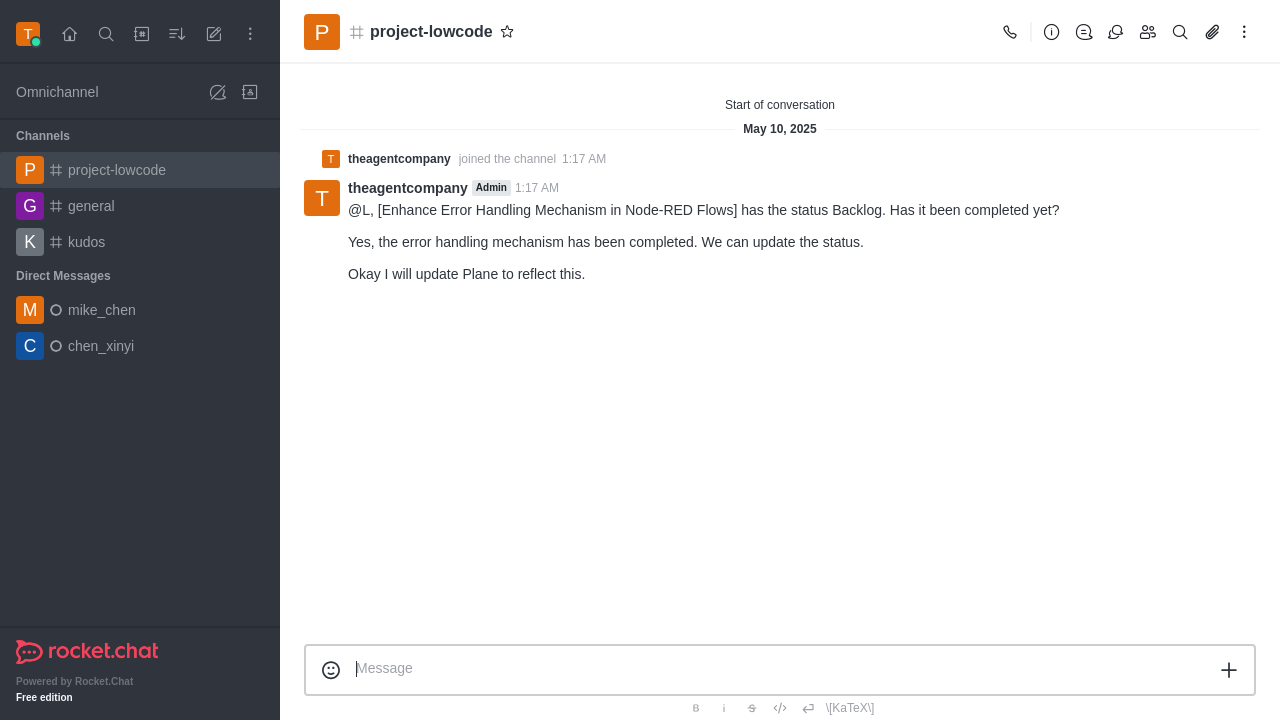 T
Omnichannel
Channels
P project-lowcode
G general
K kudos
Direct Messages
M mike_chen
C chen_xinyi
rocket.chat
Powered by Rocket.Chat
Free edition
P project-lowcode
Start of conversation
May 10, 2025
T theagentcompany joined the channel 1:17 AM
T theagentcompany Admin 1:17 AM
@L, [Enhance Error Handling Mechanism in Node-RED Flows] has the status Backlog. Has it been completed yet?
Yes, the error handling mechanism has been completed. We can update the status.
Okay I will update Plane to reflect this.
Message
B i S \[KaTeX\]